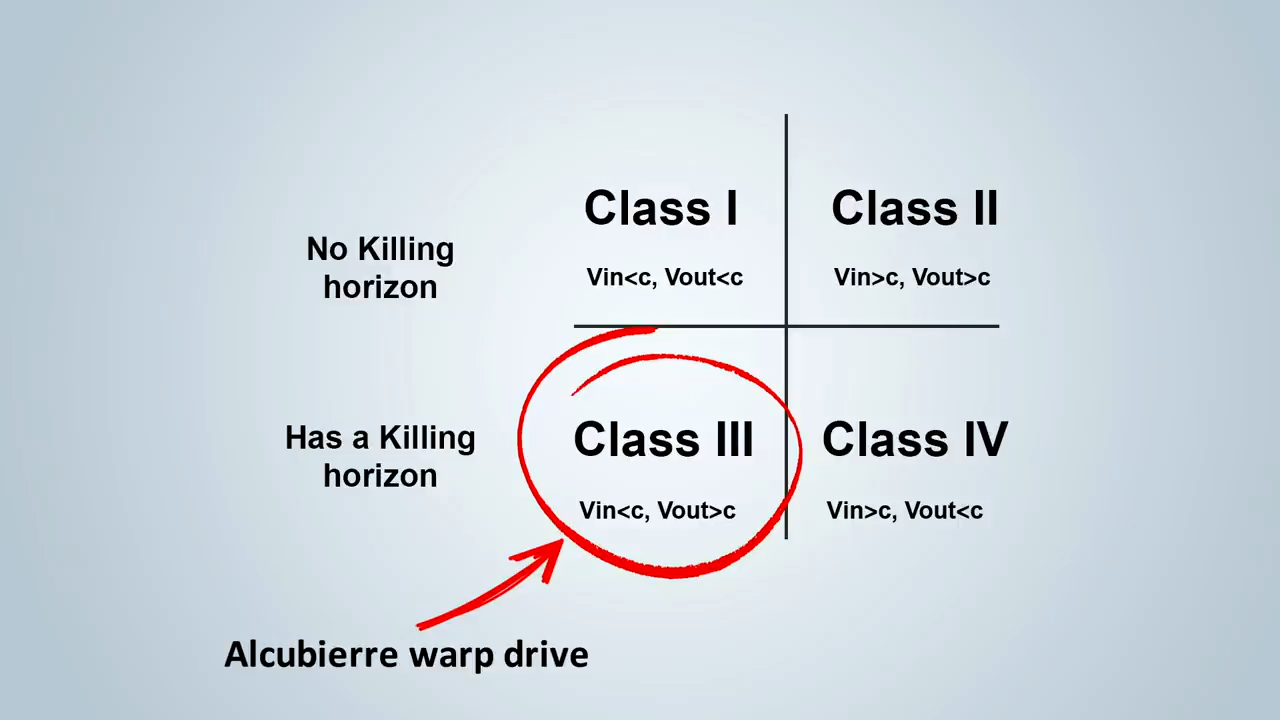 Class I
Class II
No Killing
horizon
Vin<c, Vout<c
Vin>c, Vout>c
Has a Killing
horizon
Class III
Class IV
Vin<c, Vout>c
Vin>c, Vout<c
Alcubierre warp drive